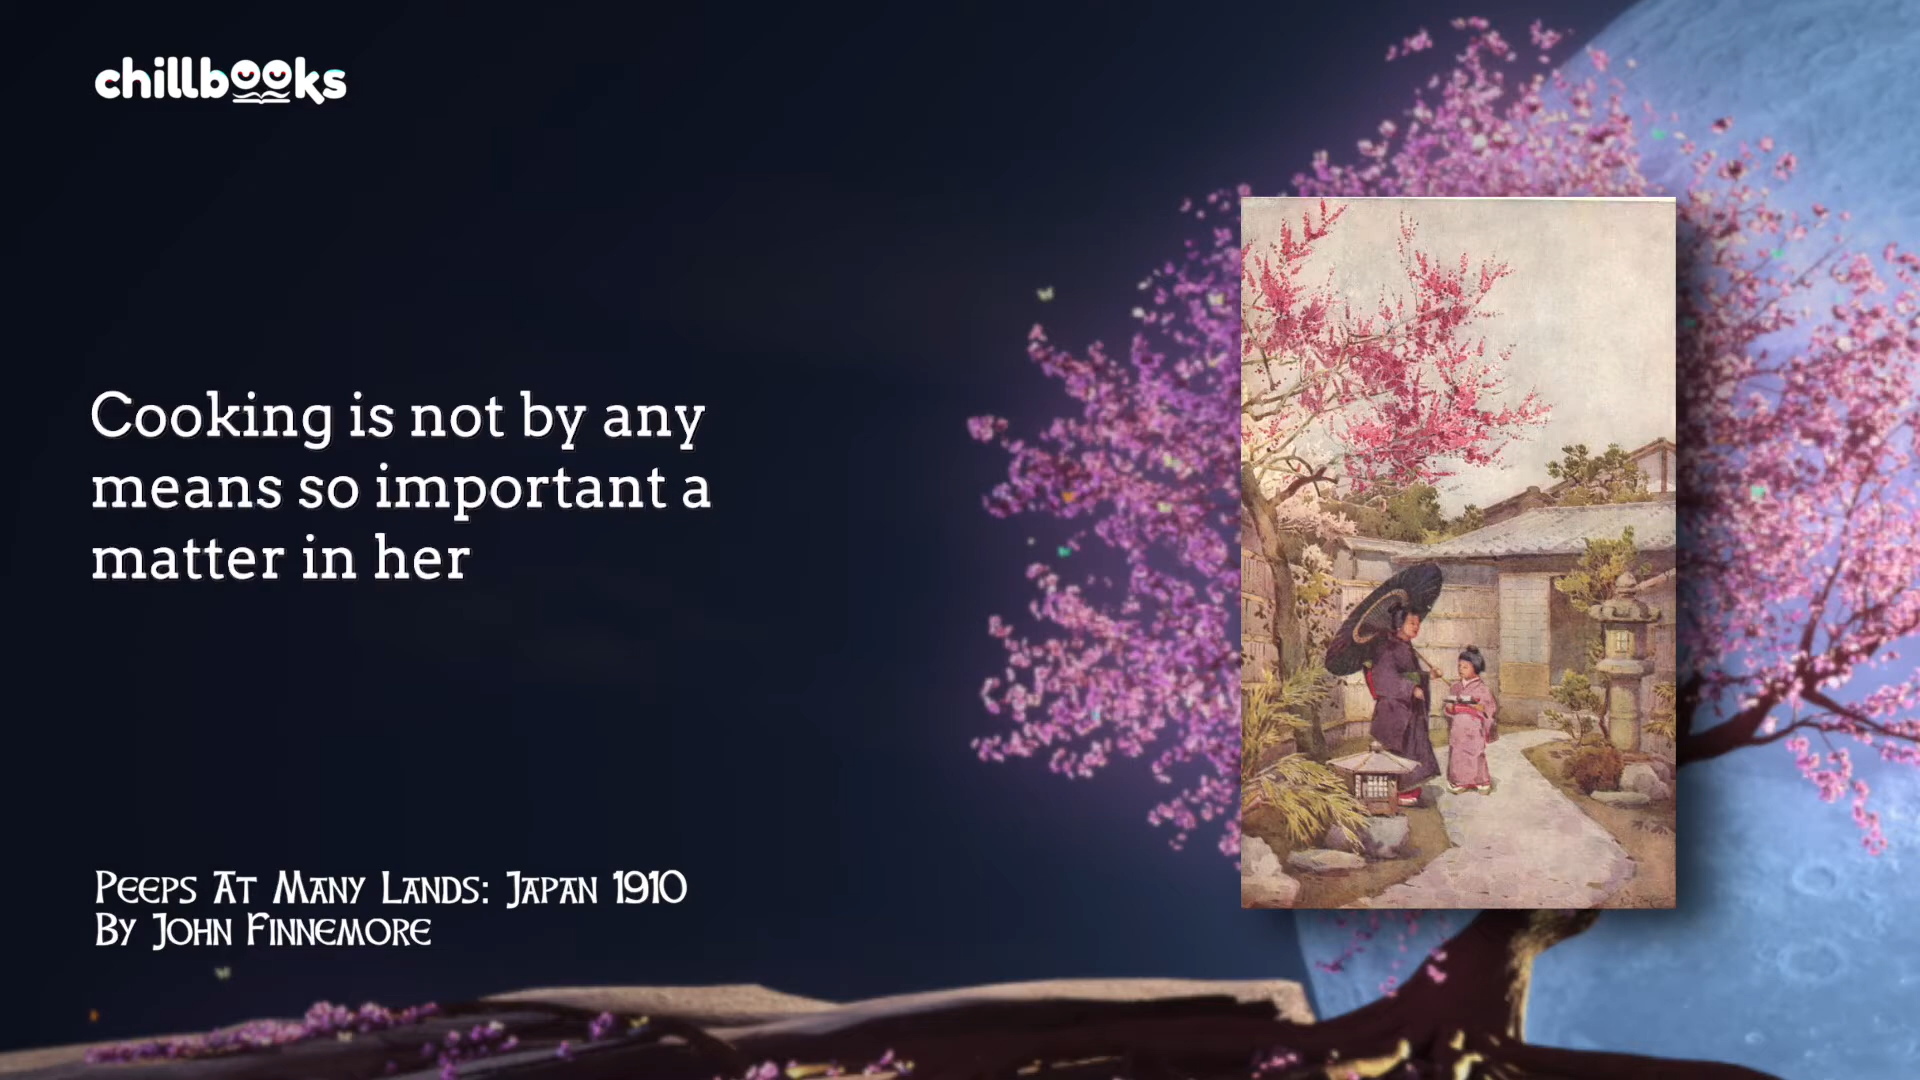 chillbooks
Cooking is not by any
means so important a
matter in her
Peeps At Many Lands: Japan 1910
By John Finnemore